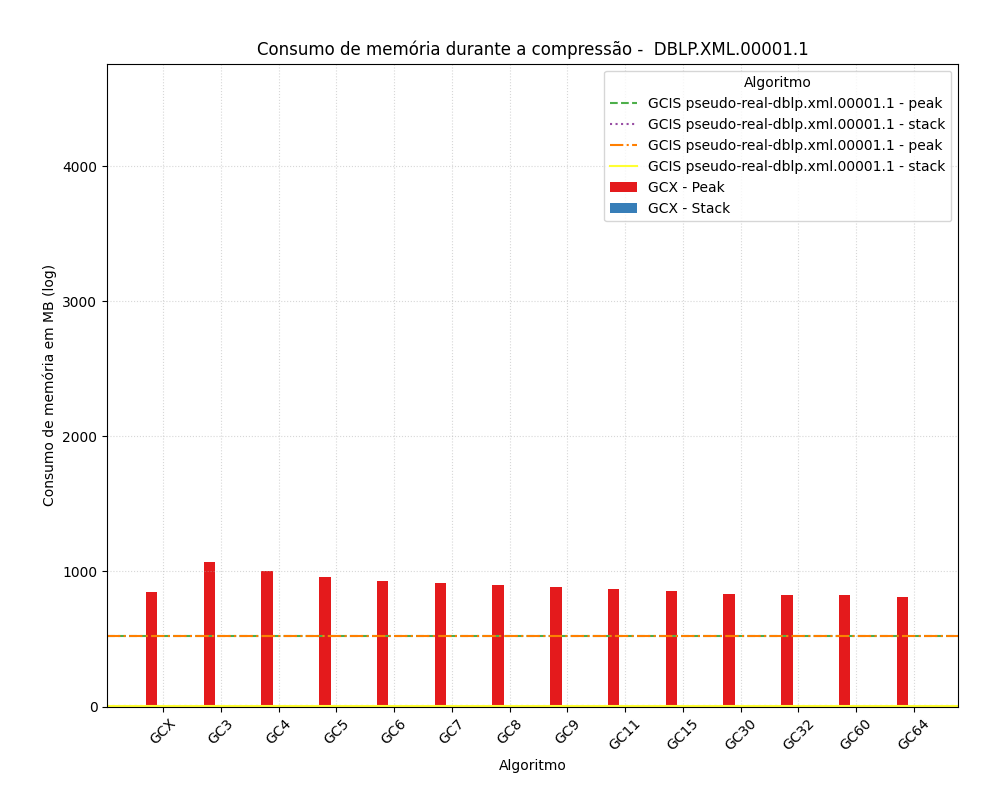 Consumo de memória durante a compressão -  DBLP.XML.00001.1
Algoritmo
GCIS pseudo-real-dblp.xml.00001.1 - peak
GCIS pseudo-real-dblp.xml.00001.1 - stack
GCIS pseudo-real-dblp.xml.00001.1 - peak
GCIS pseudo-real-dblp.xml.00001.1 - stack
GCX - Peak
GCX - Stack
Consumo de memória em MB (log)
4000
3000
2000
1000
0
GCX
GC3
GC4
GC5
GC6
GC7
GC8
GC9
GC11
GC15
GC30
GC32
GC60
GC64
Algoritmo